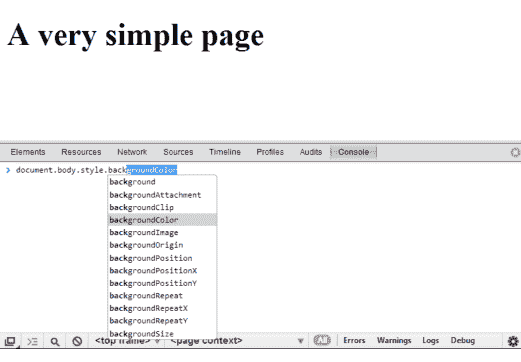 A very simple page
Elements Resources Network Sources Timeline Profiles Audits Console
> document.body.style.backgroundColor
background
backgroundAttachment
backgroundClip
backgroundColor
backgroundImage
backgroundOrigin
backgroundPosition
backgroundPositionX
backgroundPositionY
backgroundRepeat
backgroundRepeatX
backgroundRepeatY
backgroundSize
<top frame> <page context> All Errors Warnings Logs Debug